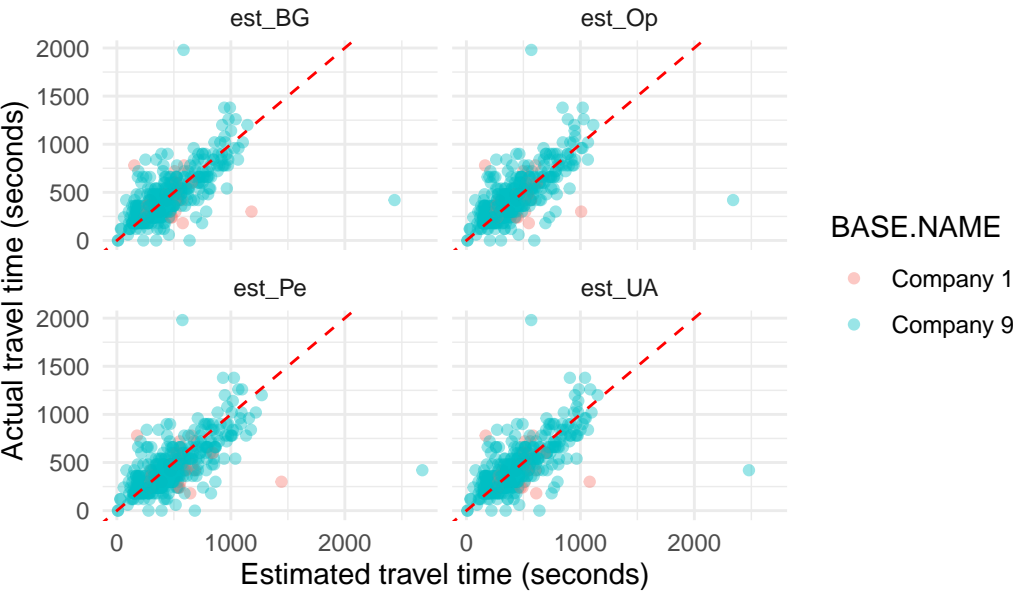 est_BG
est_Op
2000
1500
1000
500
0
est_Pe
est_UA
2000
1500
1000
500
0
0
1000
2000
0
1000
2000
Estimated travel time (seconds)
Actual travel time (seconds)
BASE.NAME
Company 1
Company 9